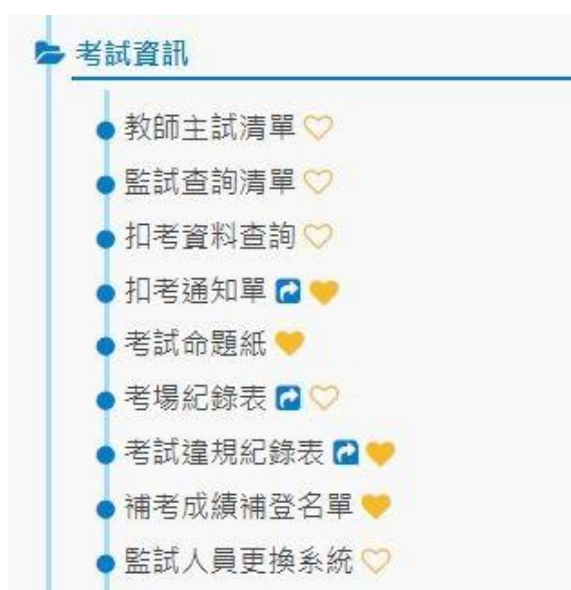 考試資訊
教師主試清單
監試查詢清單
扣考資料查詢
扣考通知單
考試命題紙
考場紀錄表
考試違規紀錄表
補考成績補登名單
監試人員更換系統